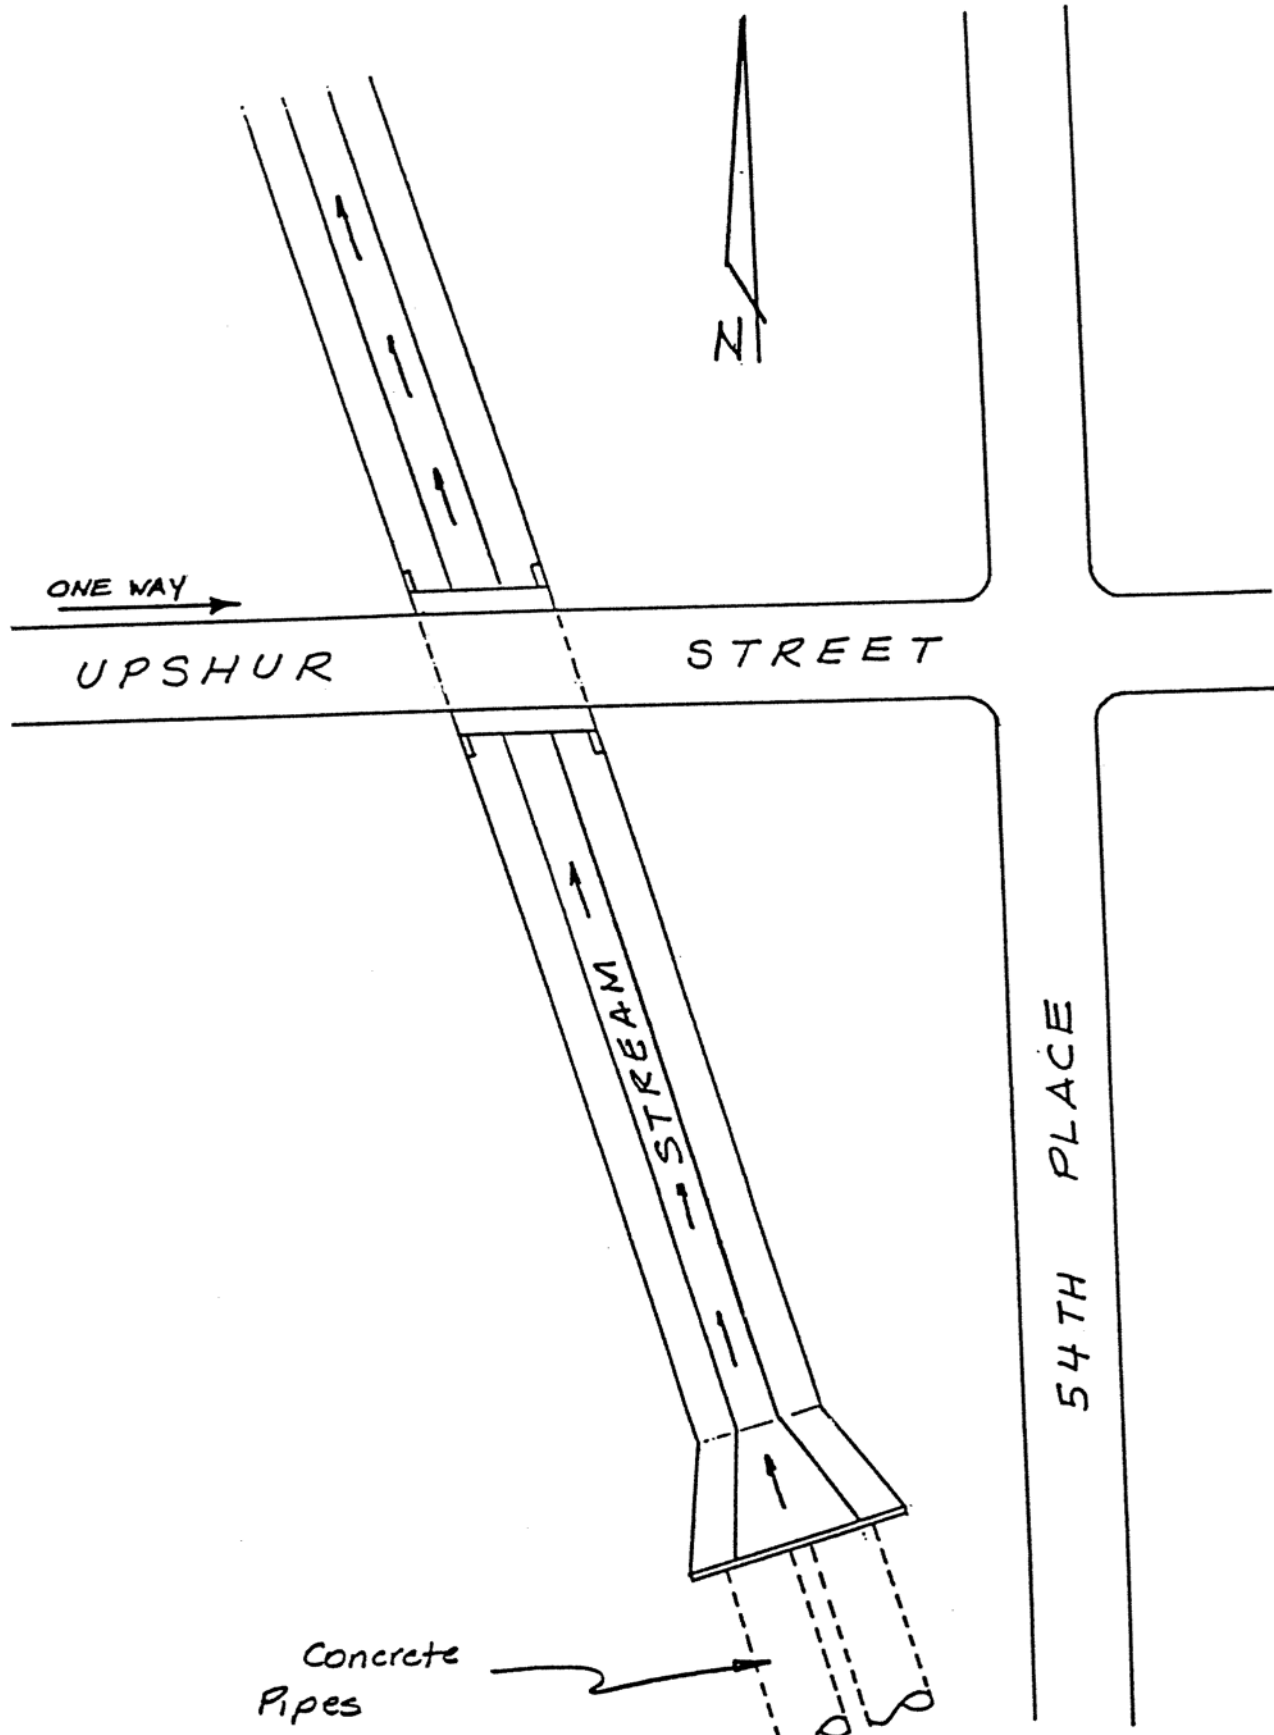 N
ONE WAY
UPSHUR STREET
STREAM
54TH PLACE
Concrete
Pipes